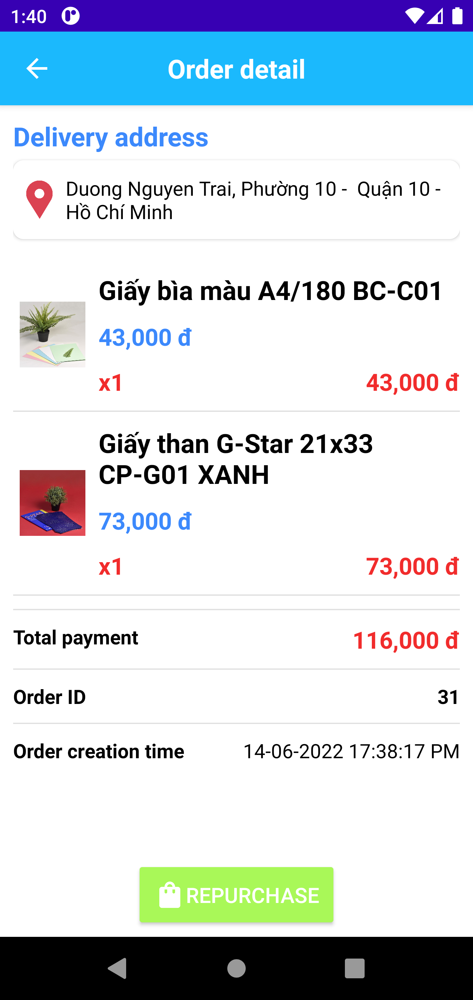 1:40
Order detail
Delivery address
Duong Nguyen Trai, Phường 10 -  Quận 10 -
Hồ Chí Minh
Giấy bìa màu A4/180 BC-C01
43,000 đ
x1 43,000 đ
Giấy than G-Star 21x33
CP-G01 XANH
73,000 đ
x1 73,000 đ
Total payment 116,000 đ
Order ID 31
Order creation time 14-06-2022 17:38:17 PM
REPURCHASE